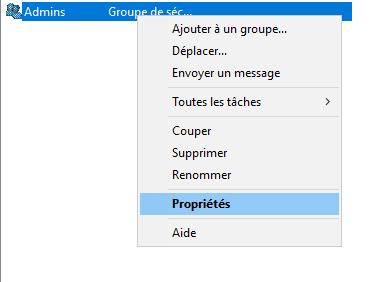 Admins Groupe de séc...
Ajouter à un groupe...
Déplacer...
Envoyer un message
Toutes les tâches
Couper
Supprimer
Renommer
Propriétés
Aide